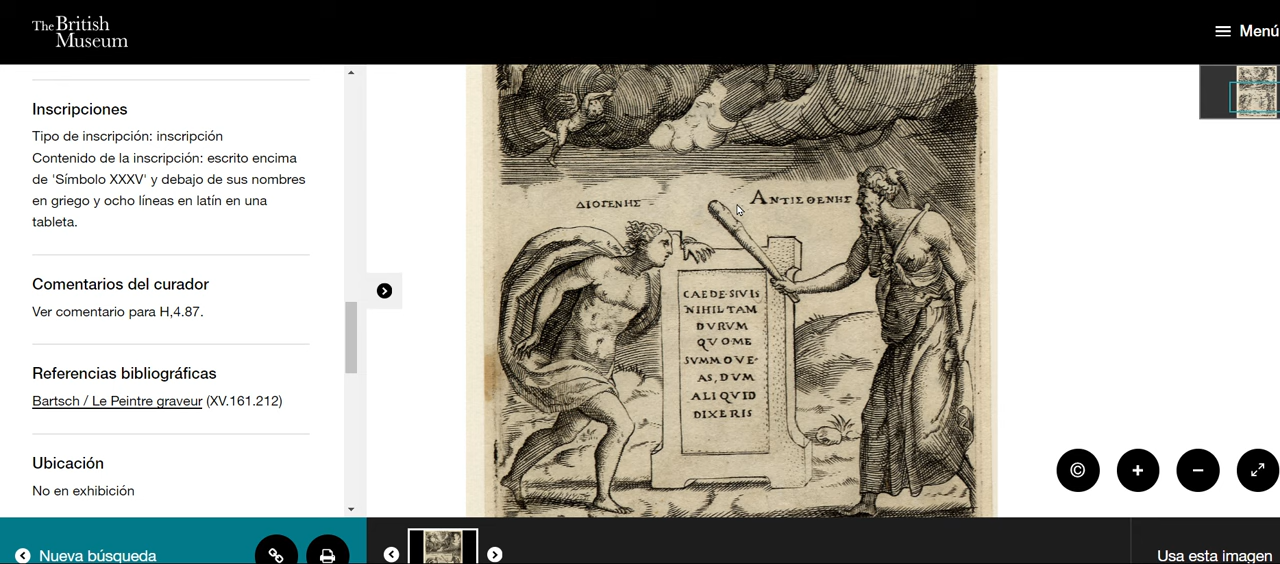 The British
Museum
Menú
Inscripciones
Tipo de inscripción: inscripción
Contenido de la inscripción: escrito encima
de 'Símbolo XXXV' y debajo de sus nombres
en griego y ocho líneas en latín en una
tableta.
Comentarios del curador
Ver comentario para H,4.87.
Referencias bibliográficas
Bartsch / Le Peintre graveur (XV.161.212)
Ubicación
No en exhibición
Nueva búsqueda
ΔΙΟΓΕΝΗΣ
ΑΝΤΙΣΘΕΝΗΣ
CAEDE·SIVIS
NIHIL TAM
DVRVM
QVO·ME
SVMMOVE-
AS, DVM
ALIQVID
DIXERIS
©
Usa esta imagen